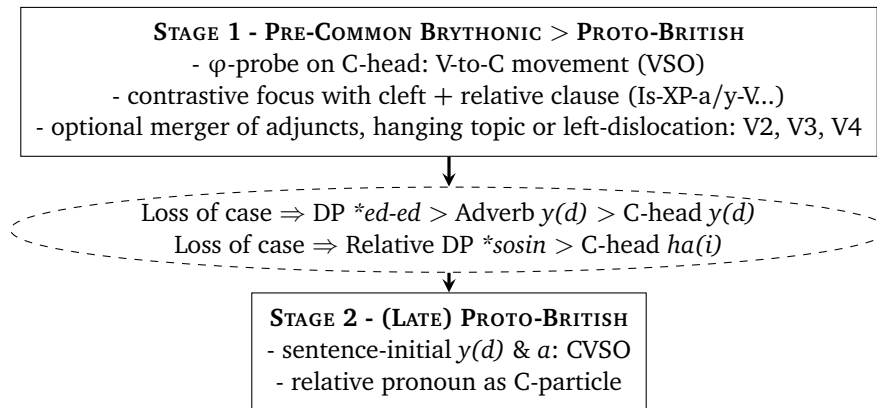 STAGE 1 - PRE-COMMON BRYTHONIC > PROTO-BRITISH
- φ-probe on C-head: V-to-C movement (VSO)
- contrastive focus with cleft + relative clause (Is-XP-a/y-V...)
- optional merger of adjuncts, hanging topic or left-dislocation: V2, V3, V4
Loss of case ⇒ DP *ed-ed > Adverb y(d) > C-head y(d)
Loss of case ⇒ Relative DP *sosin > C-head ha(i)
STAGE 2 - (LATE) PROTO-BRITISH
- sentence-initial y(d) & a: CVSO
- relative pronoun as C-particle